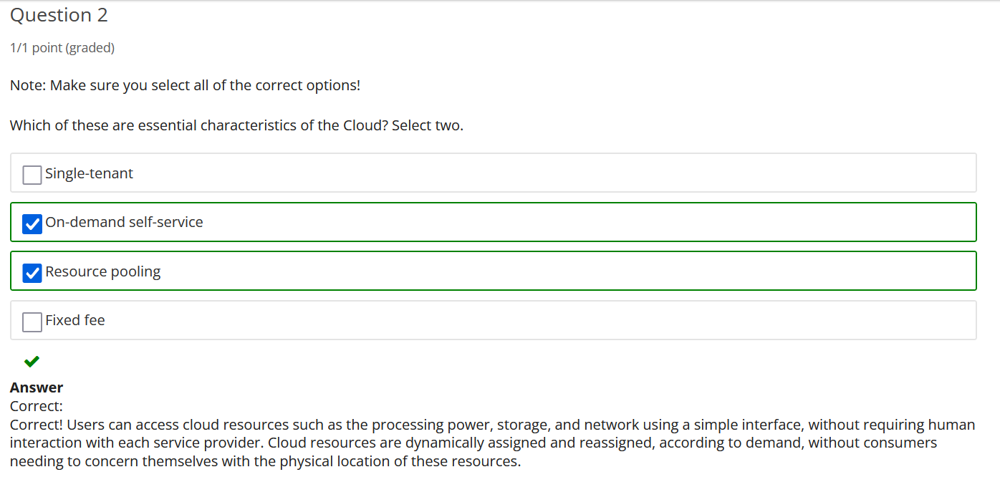 Question 2
1/1 point (graded)
Note: Make sure you select all of the correct options!
Which of these are essential characteristics of the Cloud? Select two.
Single-tenant
On-demand self-service
Resource pooling
Fixed fee
Answer
Correct:
Correct! Users can access cloud resources such as the processing power, storage, and network using a simple interface, without requiring human
interaction with each service provider. Cloud resources are dynamically assigned and reassigned, according to demand, without consumers
needing to concern themselves with the physical location of these resources.